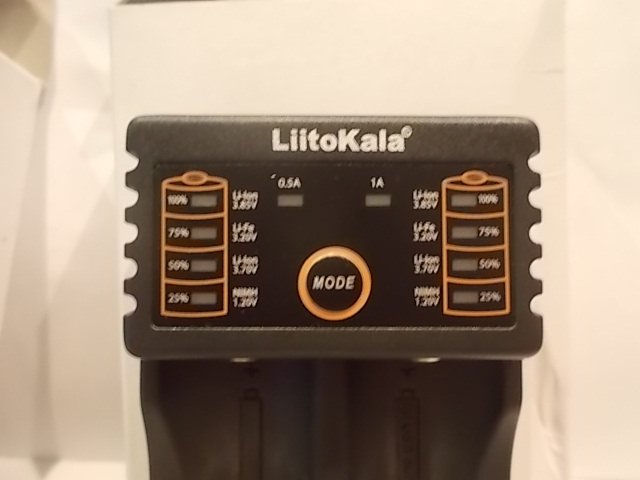 LiitoKala®
0.5A 1A
100% Li-ion 3.85V Li-ion 3.85V 100%
75% Li-Fe 3.20V Li-Fe 3.20V 75%
50% Li-ion 3.70V Li-ion 3.70V 50%
MODE
25% NiMH 1.20V NiMH 1.20V 25%
+ +